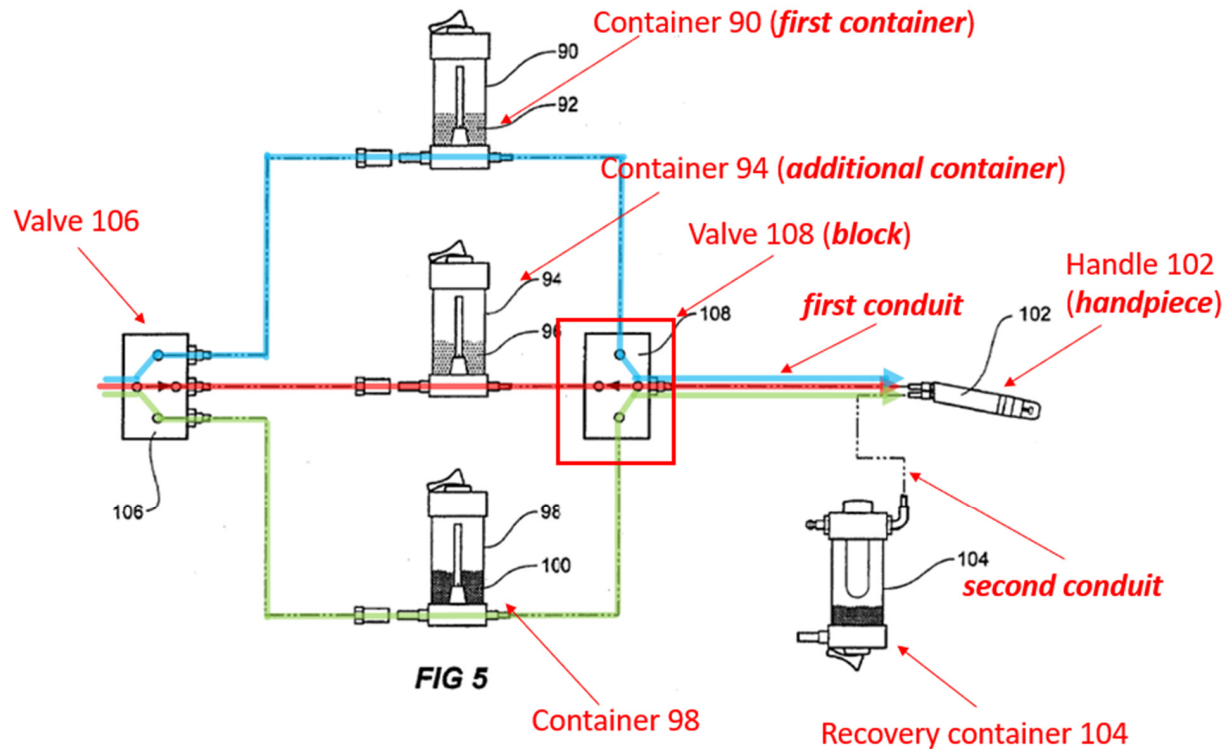 Container 90 (first container)
90
92
Container 94 (additional container)
Valve 106
Valve 108 (block)
94
Handle 102
(handpiece)
first conduit
96
108
102
106
98
100
104
second conduit
FIG 5
Container 98
Recovery container 104